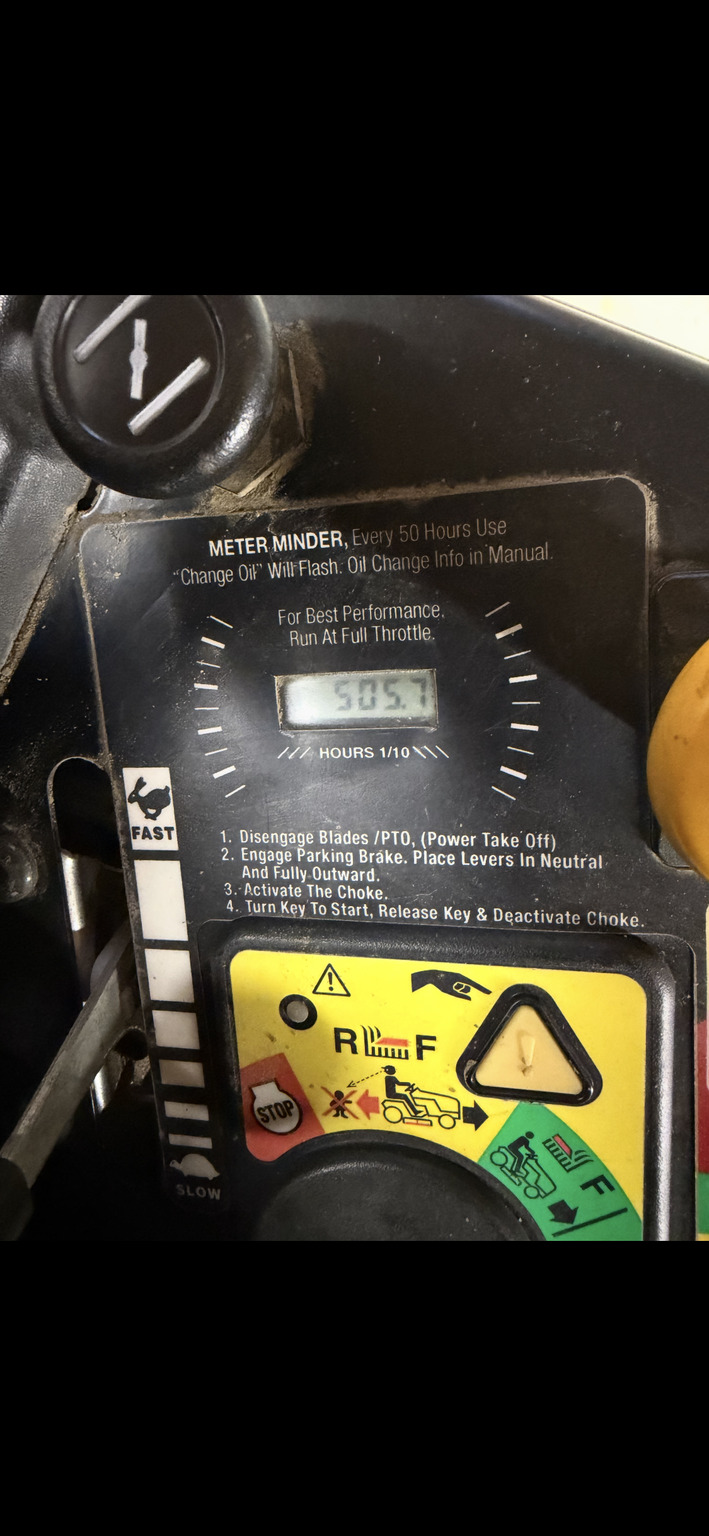 METER MINDER, Every 50 Hours Use
"Change Oil" Will Flash. Oil Change Info in Manual.
For Best Performance,
Run At Full Throttle.
505.7
HOURS 1/10
FAST
1. Disengage Blades /PTO, (Power Take Off)
2. Engage Parking Brake. Place Levers In Neutral
And Fully Outward.
3. Activate The Choke.
4. Turn Key To Start, Release Key & Deactivate Choke.
R F
STOP
F
SLOW